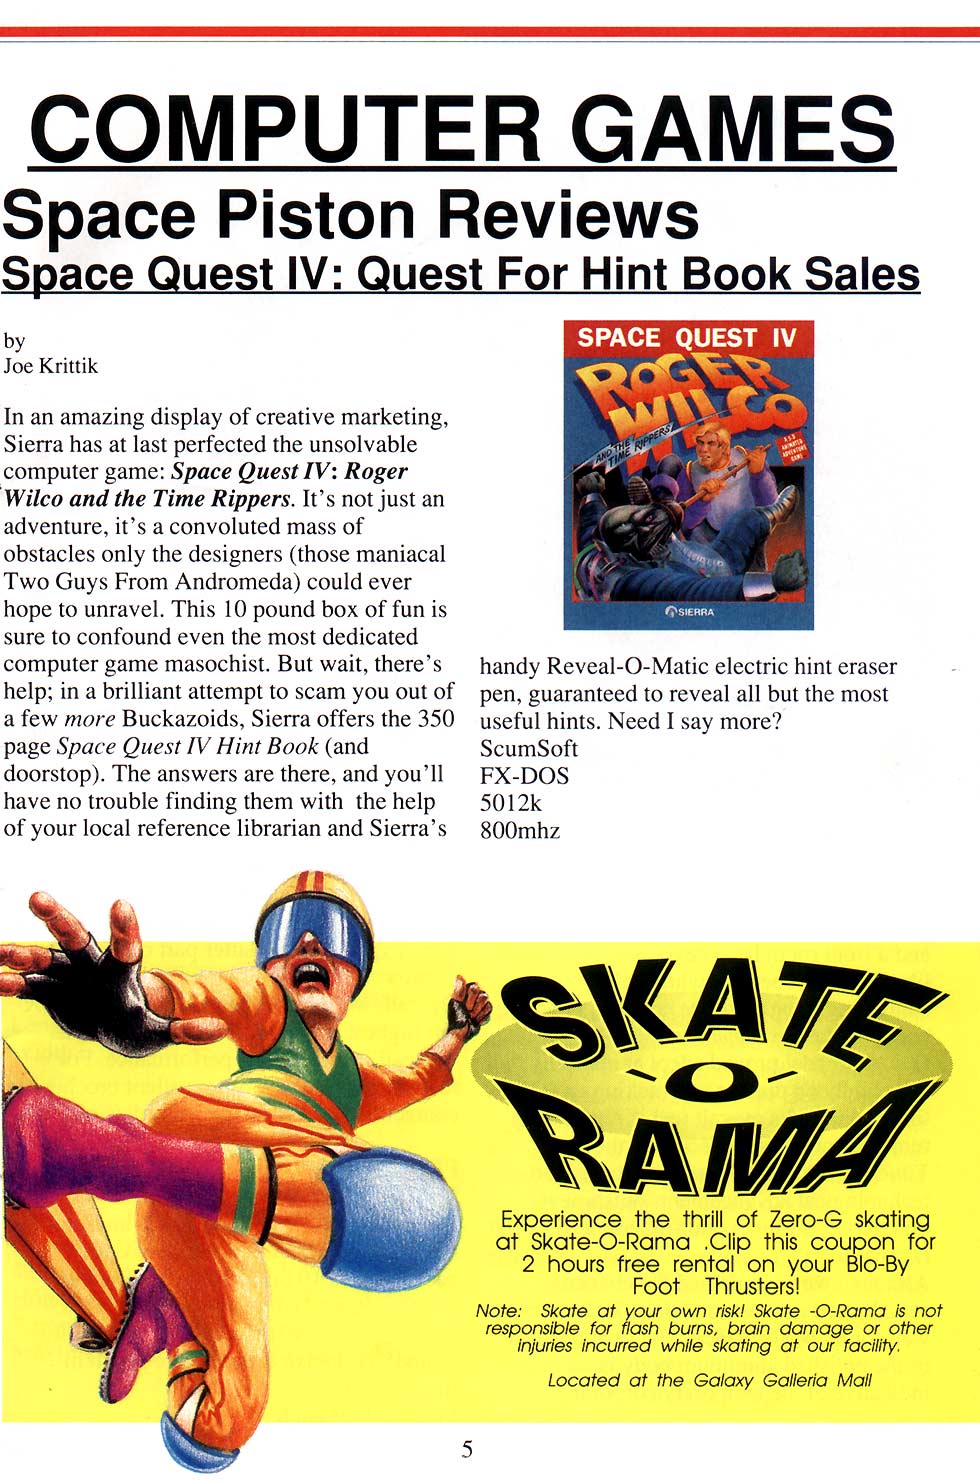 COMPUTER GAMES
Space Piston Reviews
Space Quest IV: Quest For Hint Book Sales
by
Joe Krittik
In an amazing display of creative marketing,
Sierra has at last perfected the unsolvable
computer game: Space Quest IV: Roger
Wilco and the Time Rippers. It's not just an
adventure, it's a convoluted mass of
obstacles only the designers (those maniacal
Two Guys From Andromeda) could ever
hope to unravel. This 10 pound box of fun is
sure to confound even the most dedicated
computer game masochist. But wait, there's
help; in a brilliant attempt to scam you out of
a few more Buckazoids, Sierra offers the 350
page Space Quest IV Hint Book (and
doorstop). The answers are there, and you'll
have no trouble finding them with the help
of your local reference librarian and Sierra's
SPACE QUEST IV
ROGER
WILCO
AND THE
TIME RIPPERS
A 3-D
ANIMATED
ADVENTURE
GAME
SIERRA
handy Reveal-O-Matic electric hint eraser
pen, guaranteed to reveal all but the most
useful hints. Need I say more?
ScumSoft
FX-DOS
5012k
800mhz
SKATE
-O-
RAMA
Experience the thrill of Zero-G skating
at Skate-O-Rama .Clip this coupon for
2 hours free rental on your Blo-By
Foot Thrusters!
Note: Skate at your own risk! Skate -O-Rama is not
responsible for flash burns, brain damage or other
injuries incurred while skating at our facility.
Located at the Galaxy Galleria Mall
5